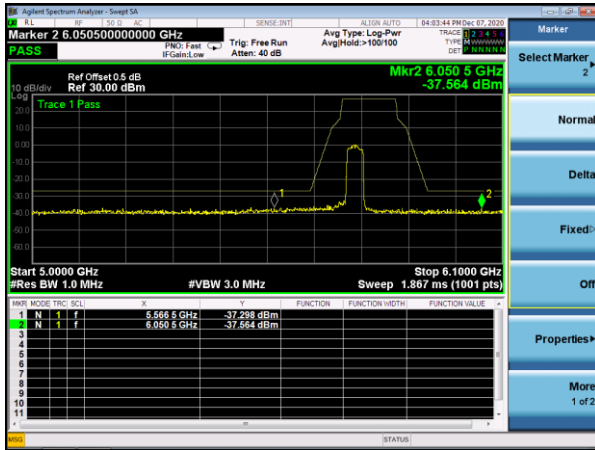 Agilent Spectrum Analyzer - Swept SA
RL RF 50 Ω AC SENSE:INT ALIGN AUTO 04:03:44 PM Dec 07, 2020
Marker 2 6.050500000000 GHz
PASS
PNO: Fast
IFGain:Low
Trig: Free Run
Atten: 40 dB
Avg Type: Log-Pwr
Avg|Hold:>100/100
TRACE 1 2 3 4 5 6
TYPE M W W W W W
DET P N N N N N
Ref Offset 0.5 dB
10 dB/div Ref 30.00 dBm
Log
Mkr2 6.050 5 GHz
-37.564 dBm
Trace 1 Pass
20.0
10.0
0.00
-10.0
-20.0
-30.0
-40.0
-50.0
-60.0
1
2
Start 5.0000 GHz
Stop 6.1000 GHz
#Res BW 1.0 MHz #VBW 3.0 MHz Sweep 1.867 ms (1001 pts)
MKR MODE TRC SCL X Y FUNCTION FUNCTION WIDTH FUNCTION VALUE
1 N 1 f 5.566 5 GHz -37.298 dBm
2 N 1 f 6.050 5 GHz -37.564 dBm
3
4
5
6
7
8
9
10
11
MSG
STATUS
Marker
Select Marker
2
Normal
Delta
Fixed
Off
Properties
More
1 of 2